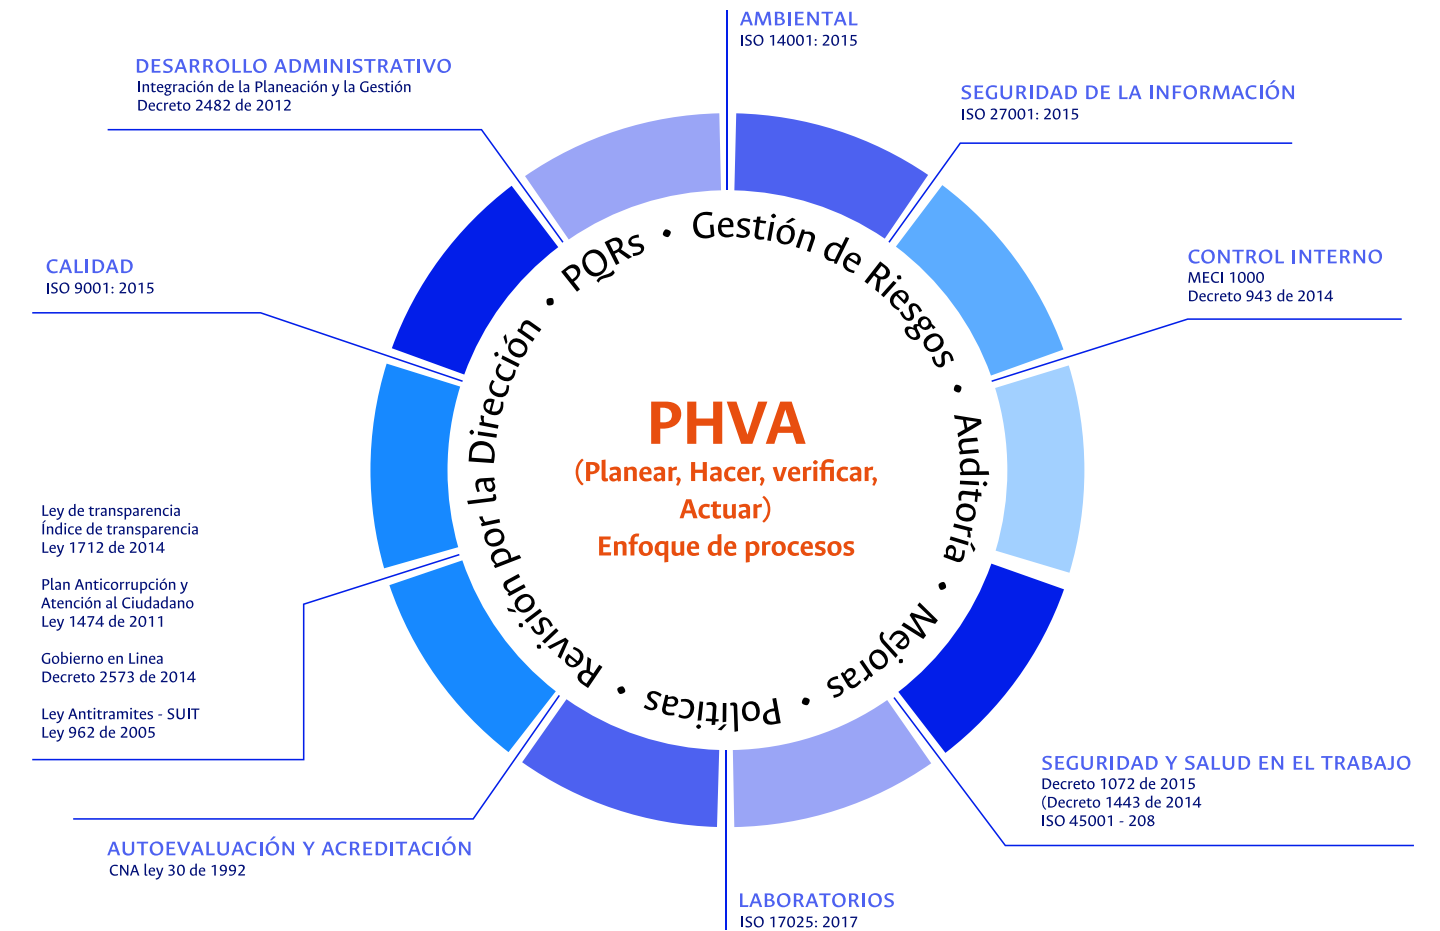 AMBIENTAL
ISO 14001: 2015
DESARROLLO ADMINISTRATIVO
Integración de la Planeación y la Gestión
Decreto 2482 de 2012
SEGURIDAD DE LA INFORMACIÓN
ISO 27001: 2015
CALIDAD
ISO 9001: 2015
CONTROL INTERNO
MECI 1000
Decreto 943 de 2014
PQRs • Gestión de Riesgos • Auditoría • Mejoras • Políticas • Revisión por la Dirección •
PHVA
(Planear, Hacer, verificar,
Actuar)
Enfoque de procesos
Ley de transparencia
Índice de transparencia
Ley 1712 de 2014
Plan Anticorrupción y
Atención al Ciudadano
Ley 1474 de 2011
Gobierno en Linea
Decreto 2573 de 2014
Ley Antitramites - SUIT
Ley 962 de 2005
SEGURIDAD Y SALUD EN EL TRABAJO
Decreto 1072 de 2015
(Decreto 1443 de 2014
ISO 45001 - 208
AUTOEVALUACIÓN Y ACREDITACIÓN
CNA ley 30 de 1992
LABORATORIOS
ISO 17025: 2017